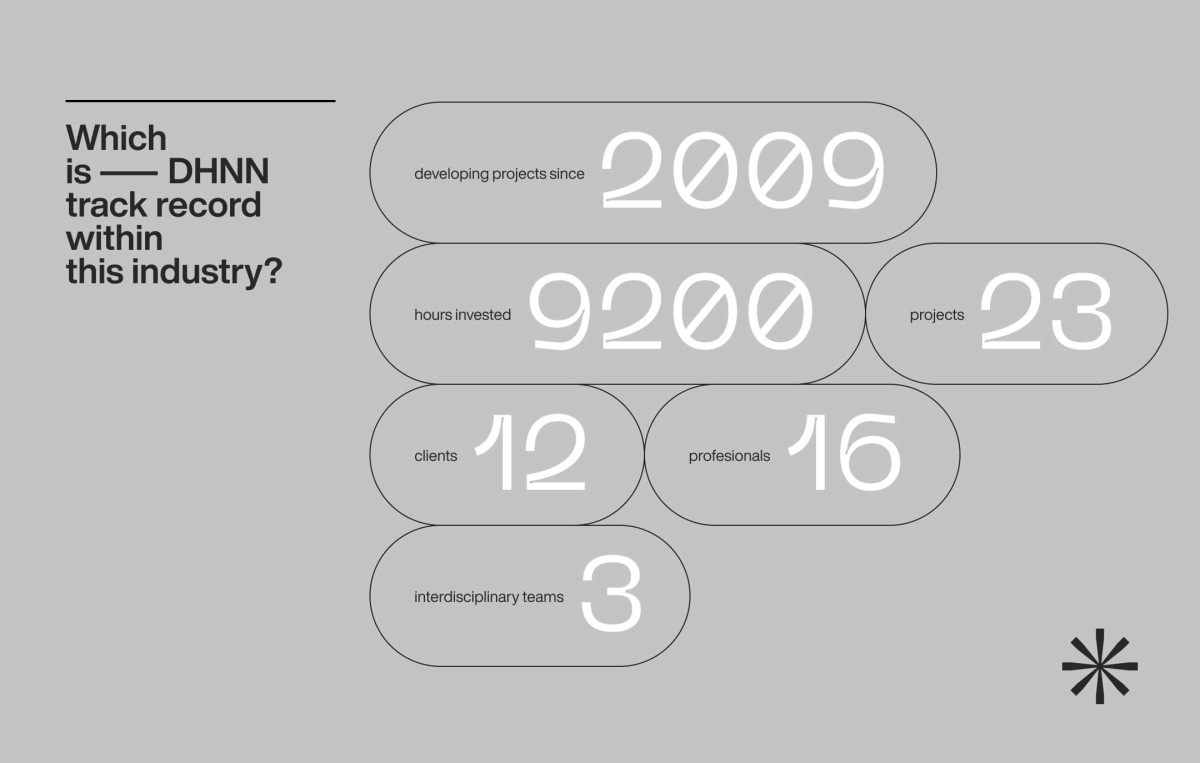 Which
is —— DHNN
track record
within
this industry?
developing projects since 2009
hours invested 9200
projects 23
clients 12
profesionals 16
interdisciplinary teams 3